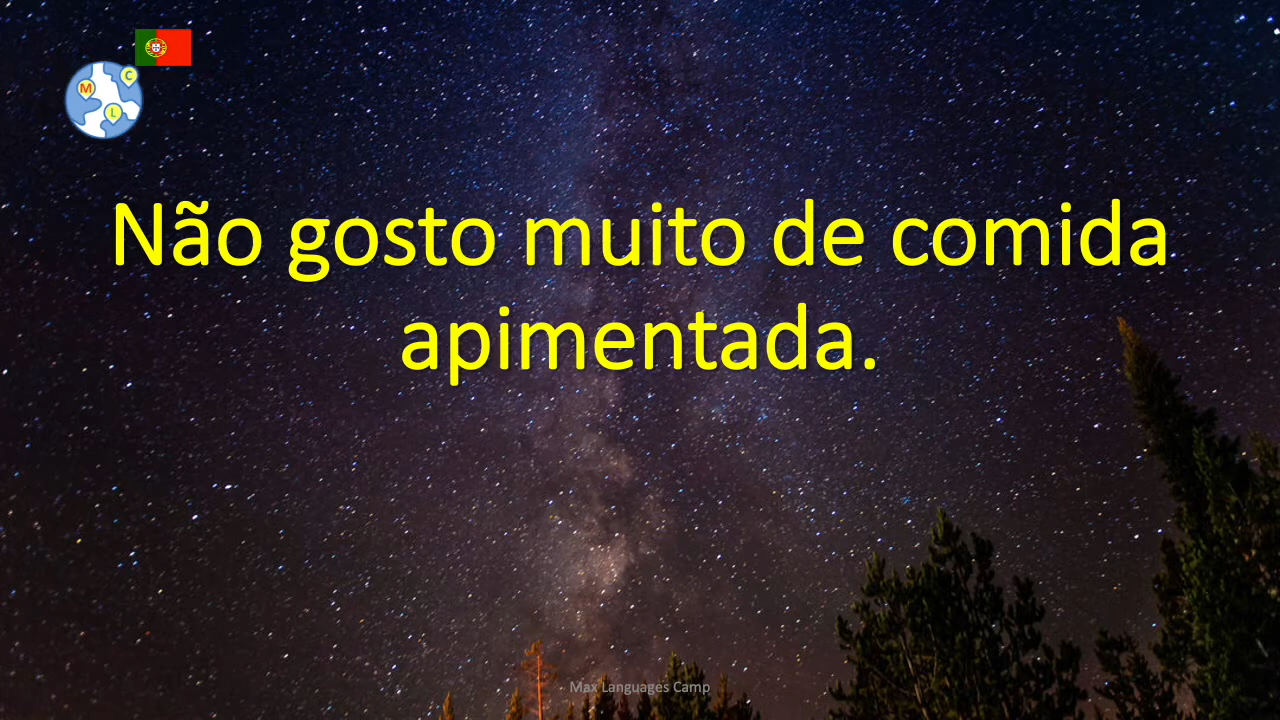 C
M
L
Não gosto muito de comida
apimentada.
Max Languages Camp